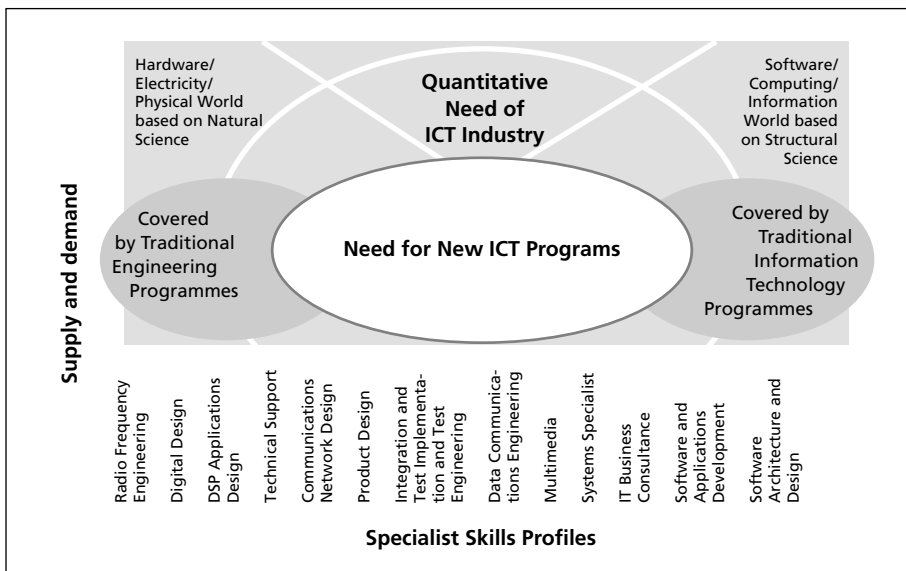 Hardware/
Electricity/
Physical World
based on Natural
Science
Quantitative
Need of
ICT Industry
Software/
Computing/
Information
World based
on Structural
Science
Supply and demand
Covered
by Traditional
Engineering
Programmes
Need for New ICT Programs
Covered by
Traditional
Information
Technology
Programmes
Radio Frequency
Engineering
Digital Design
DSP Applications
Design
Technical Support
Communications
Network Design
Product Design
Integration and
Test Implementa-
tion and Test
Engineering
Data Communica-
tions Engineering
Multimedia
Systems Specialist
IT Business
Consultance
Software and
Applications
Development
Software
Architecture and
Design
Specialist Skills Profiles